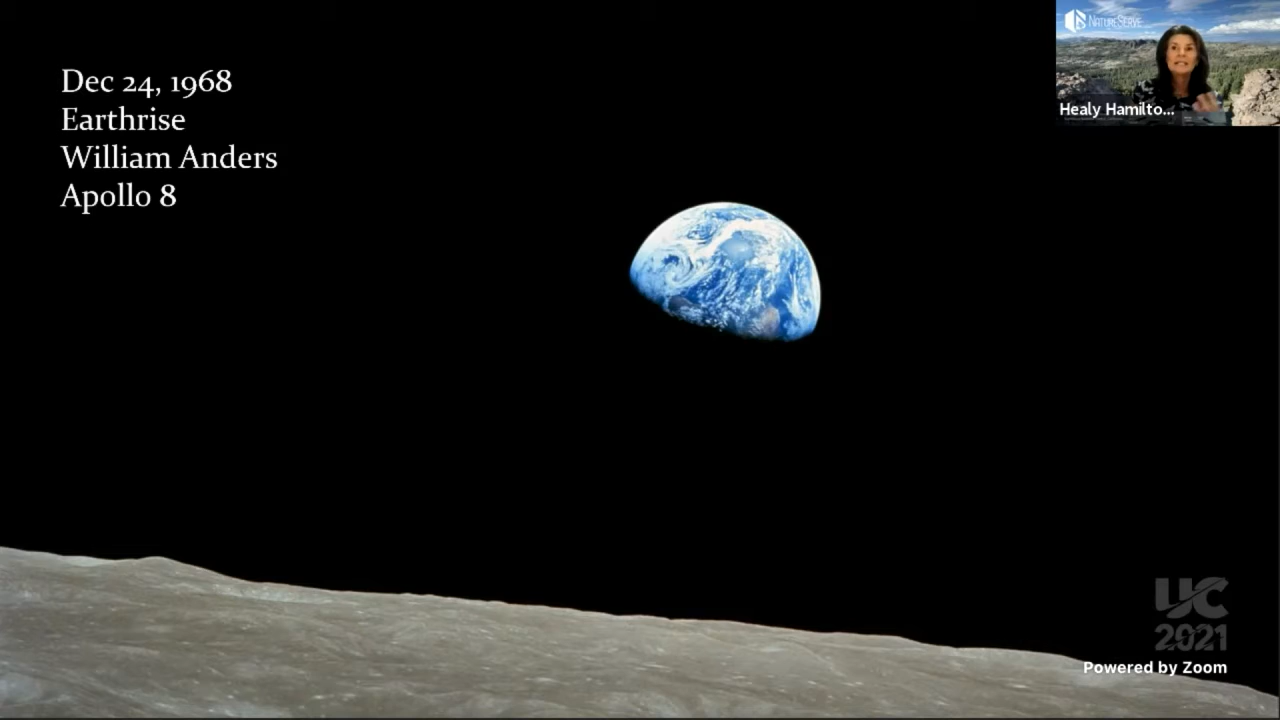 Dec 24, 1968
Earthrise
William Anders
Apollo 8
NatureServe
Healy Hamilto...
UC
2021
Powered by Zoom